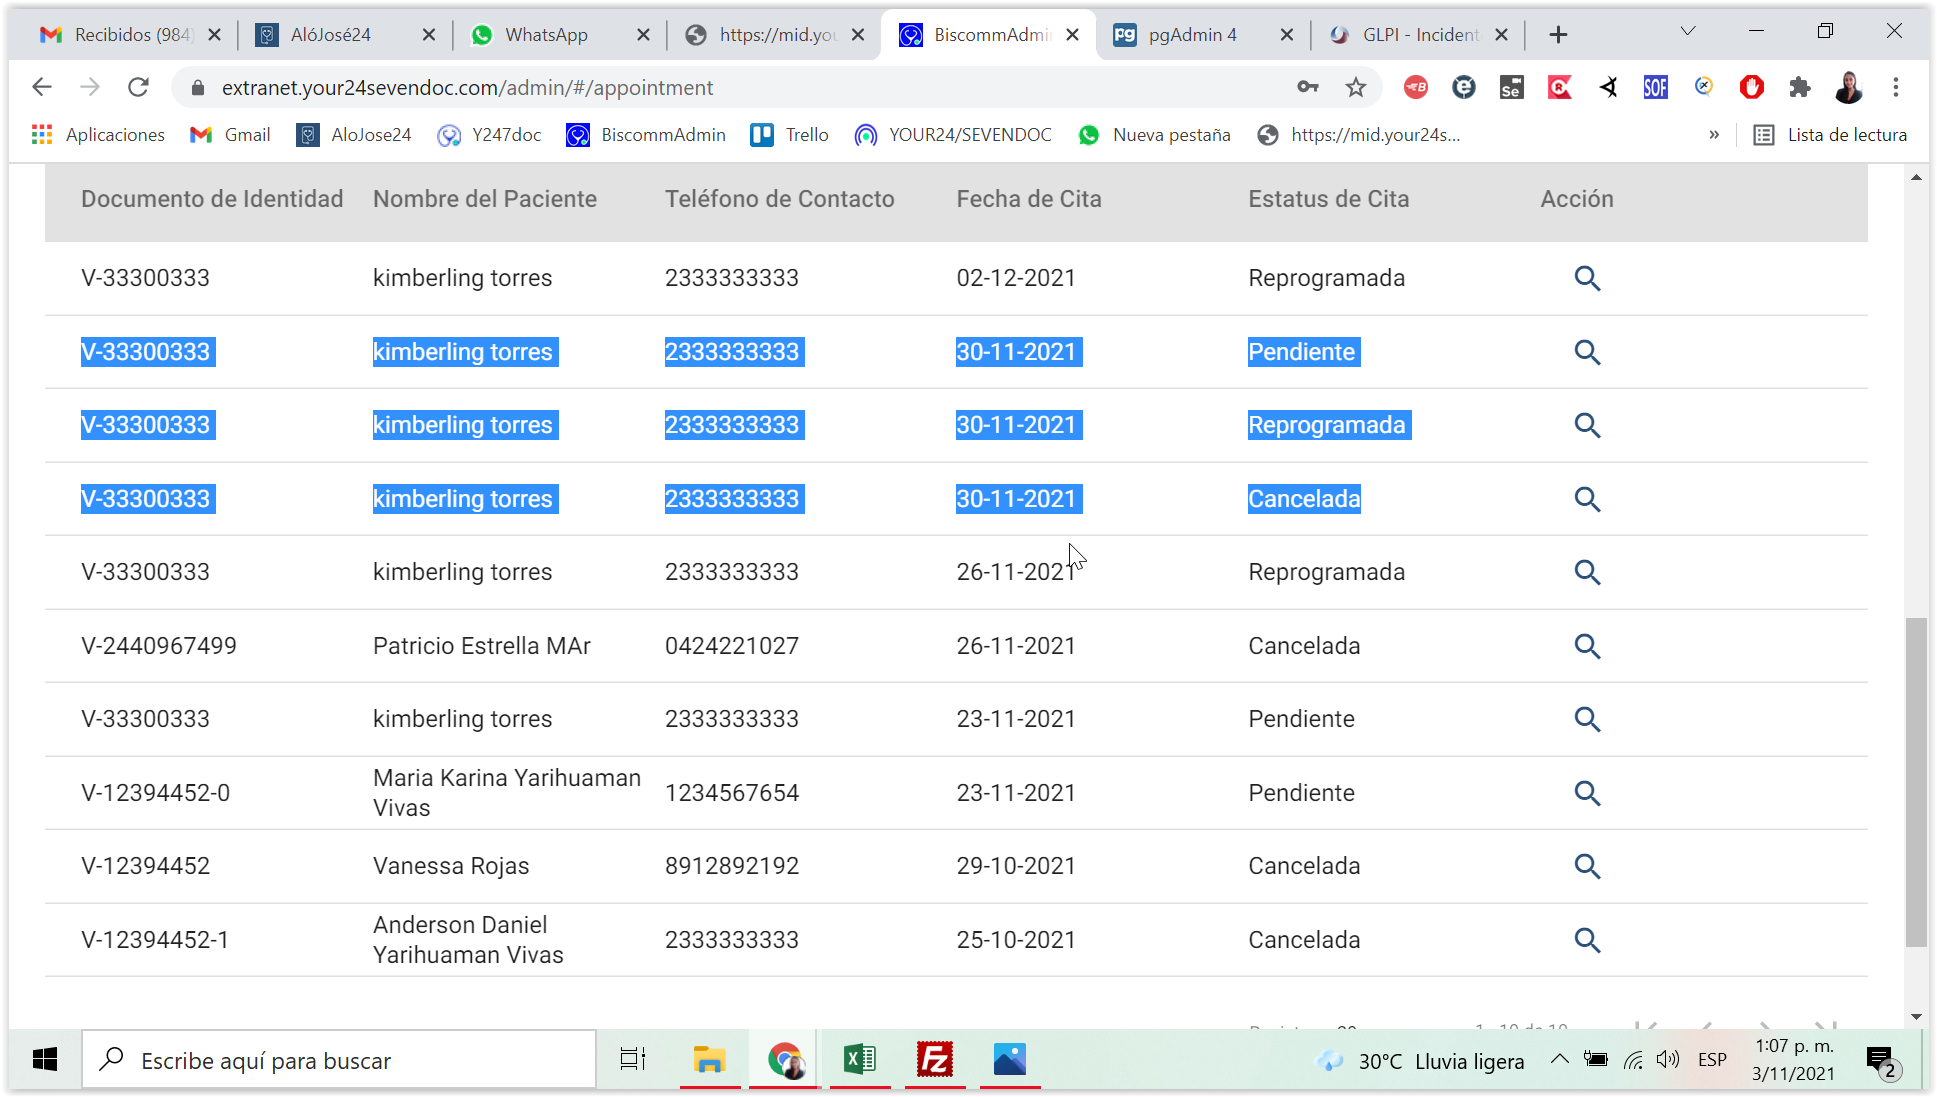 Recibidos (984) AlóJosé24 WhatsApp https://mid.you BiscommAdmin pgAdmin 4 GLPI - Incident
extranet.your24sevendoc.com/admin/#/appointment
Se SOF
Aplicaciones Gmail AloJose24 Y247doc BiscommAdmin Trello YOUR24/SEVENDOC Nueva pestaña https://mid.your24s... » Lista de lectura
Documento de Identidad Nombre del Paciente Teléfono de Contacto Fecha de Cita Estatus de Cita Acción
V-33300333 kimberling torres 2333333333 02-12-2021 Reprogramada
V-33300333 kimberling torres 2333333333 30-11-2021 Pendiente
V-33300333 kimberling torres 2333333333 30-11-2021 Reprogramada
V-33300333 kimberling torres 2333333333 30-11-2021 Cancelada
V-33300333 kimberling torres 2333333333 26-11-2021 Reprogramada
V-2440967499 Patricio Estrella MAr 0424221027 26-11-2021 Cancelada
V-33300333 kimberling torres 2333333333 23-11-2021 Pendiente
V-12394452-0 Maria Karina Yarihuaman Vivas 1234567654 23-11-2021 Pendiente
V-12394452 Vanessa Rojas 8912892192 29-10-2021 Cancelada
V-12394452-1 Anderson Daniel Yarihuaman Vivas 2333333333 25-10-2021 Cancelada
Escribe aquí para buscar 30°C Lluvia ligera ESP 1:07 p. m.
3/11/2021 2